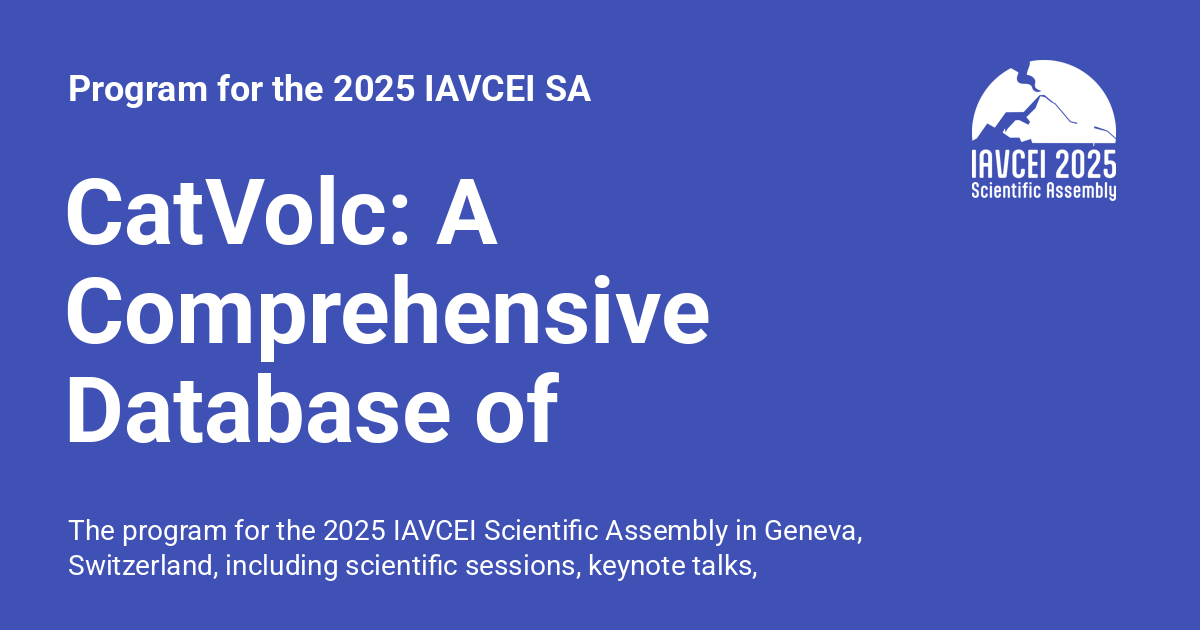 Program for the 2025 IAVCEI SA
IAVCEI 2025
Scientific Assembly
CatVolc: A
Comprehensive
Database of
The program for the 2025 IAVCEI Scientific Assembly in Geneva,
Switzerland, including scientific sessions, keynote talks,